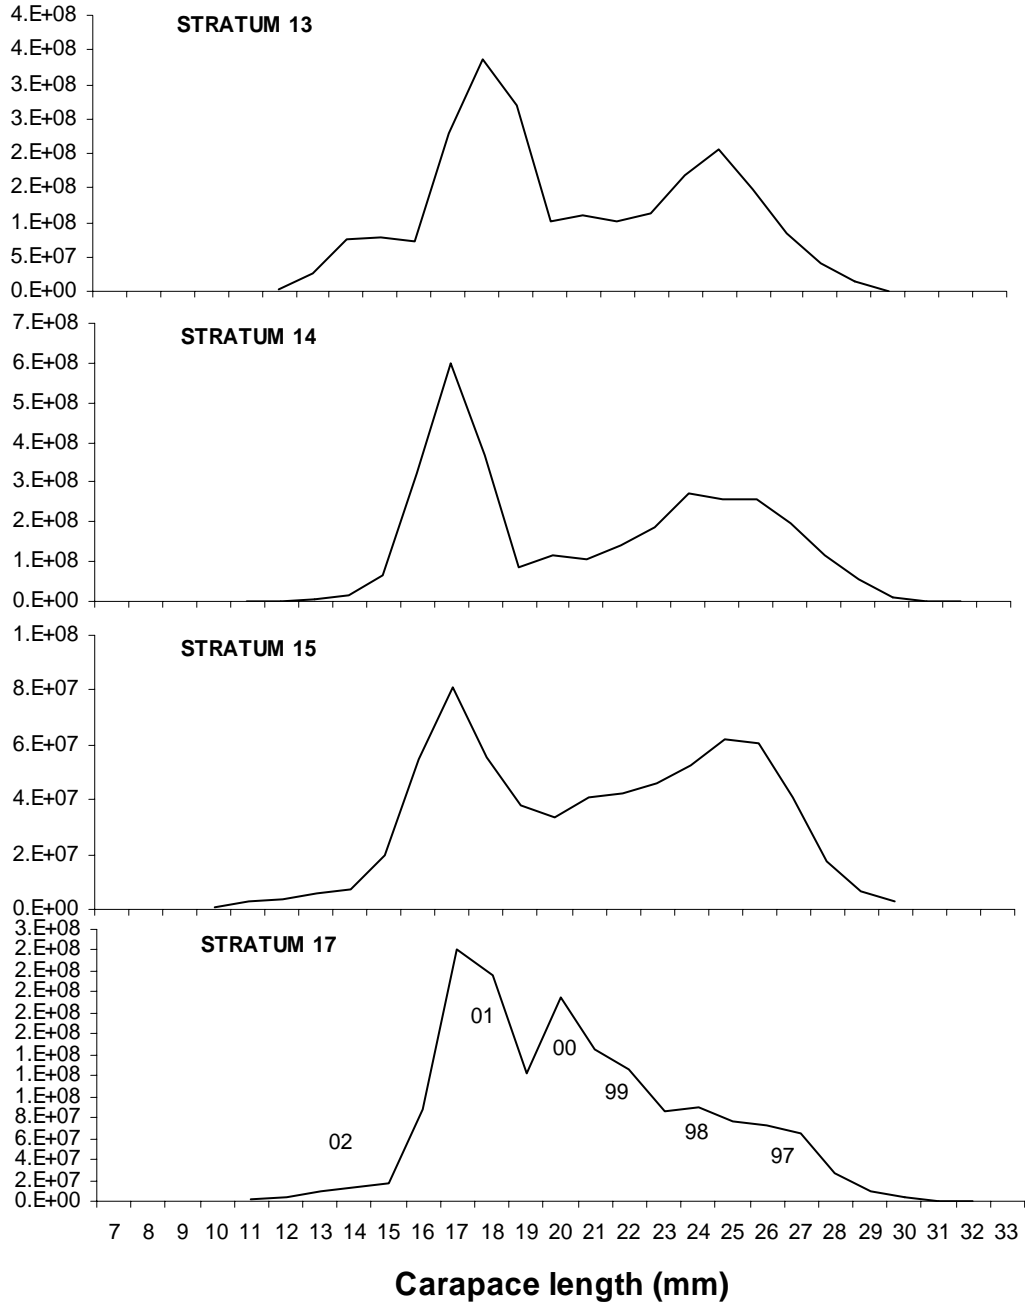 STRATUM 13
4.E+08
4.E+08
3.E+08
3.E+08
2.E+08
2.E+08
1.E+08
5.E+07
0.E+00
STRATUM 14
7.E+08
6.E+08
5.E+08
4.E+08
3.E+08
2.E+08
1.E+08
0.E+00
STRATUM 15
1.E+08
8.E+07
6.E+07
4.E+07
2.E+07
0.E+00
STRATUM 17
3.E+08
2.E+08
2.E+08
2.E+08
2.E+08
2.E+08
1.E+08
1.E+08
1.E+08
8.E+07
6.E+07
4.E+07
2.E+07
0.E+00
01
00
99
98
97
02
7 8 9 10 11 12 13 14 15 16 17 18 19 20 21 22 23 24 25 26 27 28 29 30 31 32 33
Carapace length (mm)